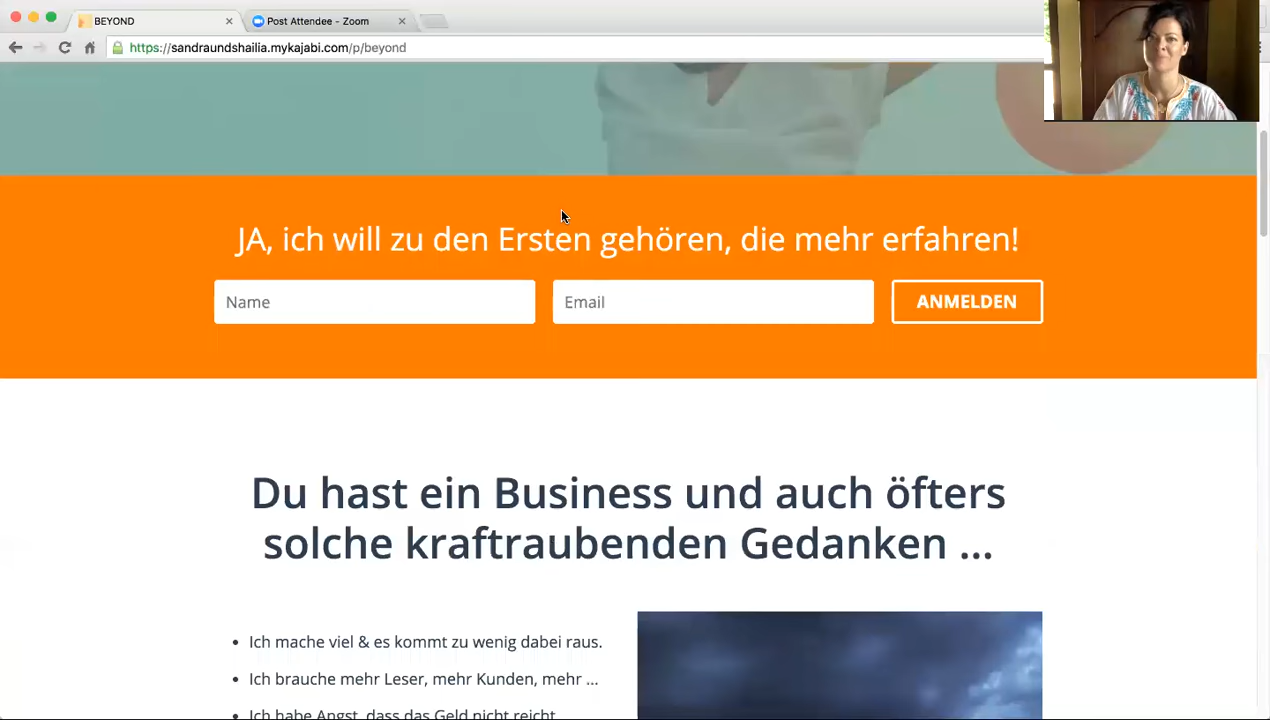 BEYOND
Post Attendee - Zoom
https://sandraundshailia.mykajabi.com/p/beyond
JA, ich will zu den Ersten gehören, die mehr erfahren!
Name
Email
ANMELDEN
Du hast ein Business und auch öfters
solche kraftraubenden Gedanken ...
• Ich mache viel & es kommt zu wenig dabei raus.
• Ich brauche mehr Leser, mehr Kunden, mehr ...
• Ich habe Angst, dass das Geld nicht reicht